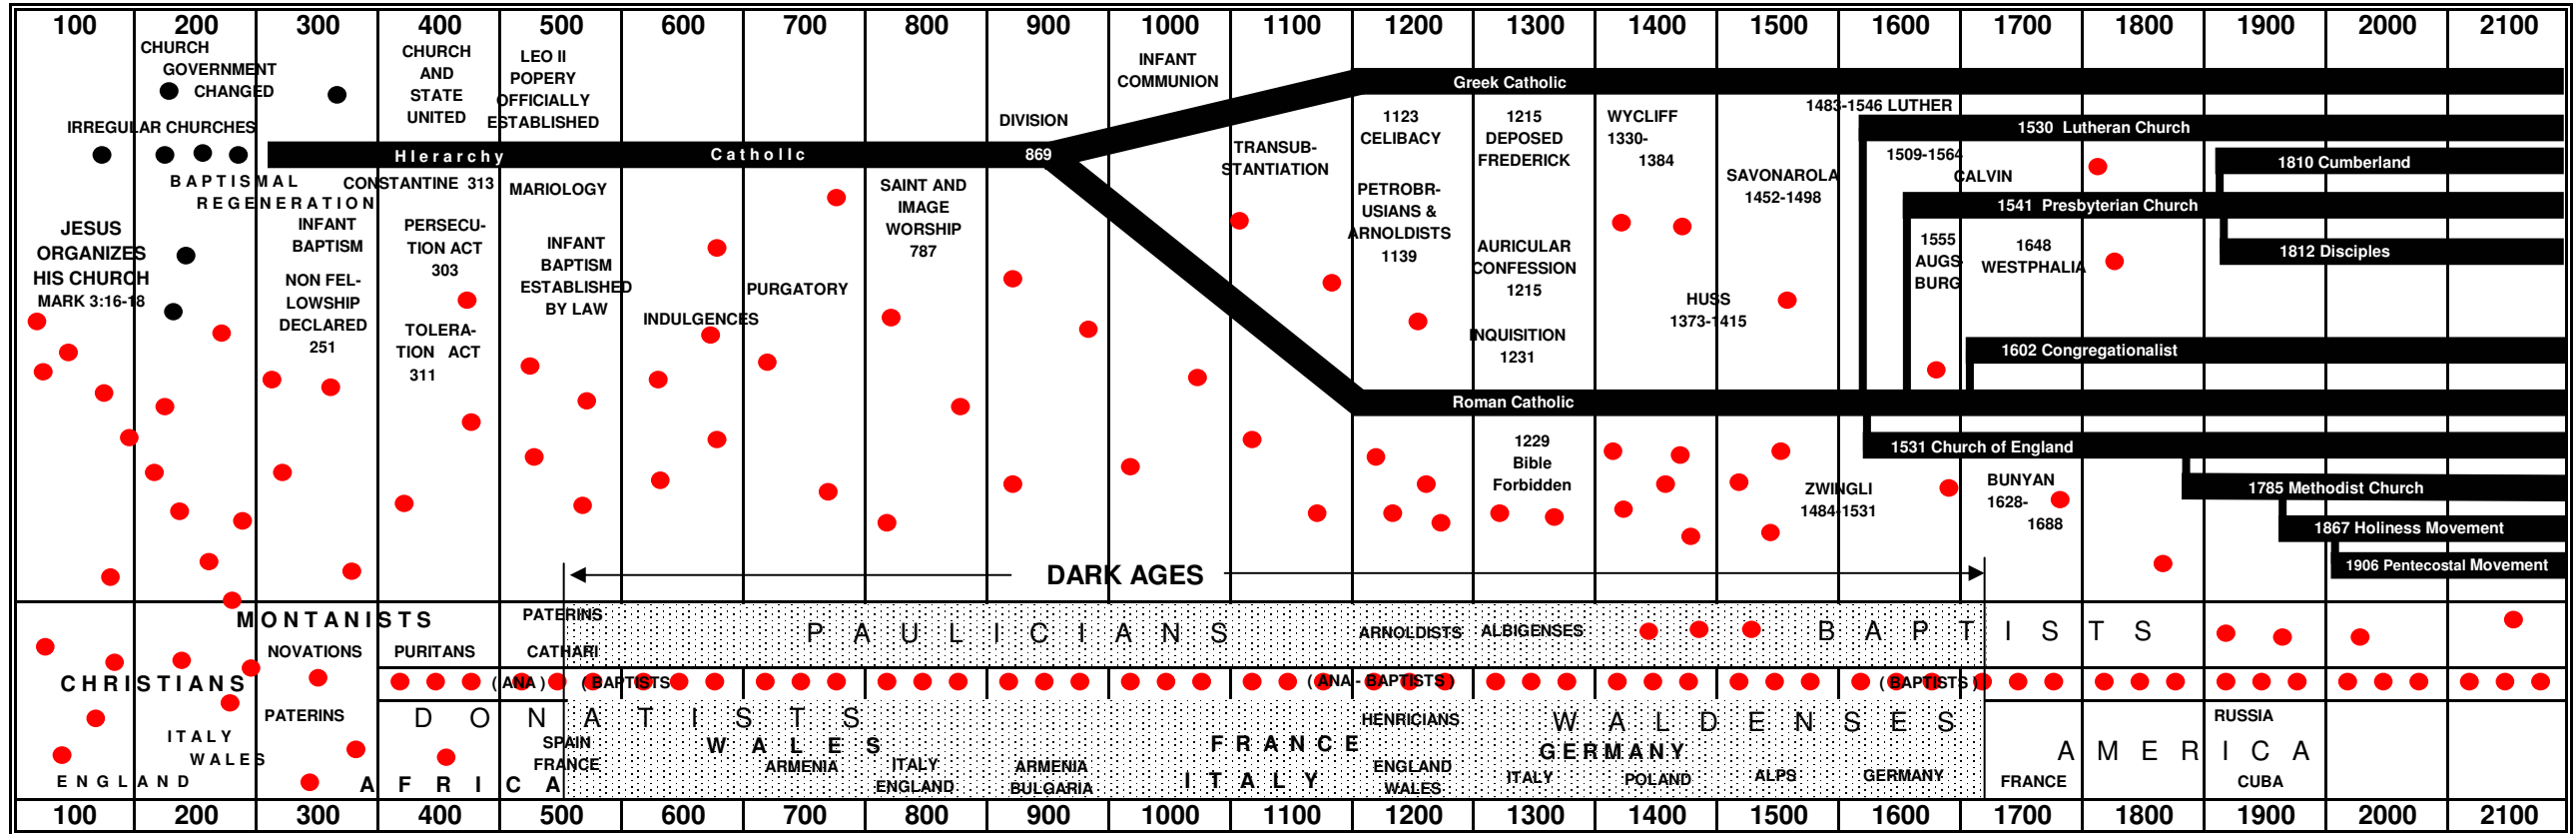 100 200 300 400 500 600 700 800 900 1000 1100 1200 1300 1400 1500 1600 1700 1800 1900 2000 2100
CHURCH
GOVERNMENT
CHANGED
IRREGULAR CHURCHES
BAPTISMAL
REGENERATION
JESUS
ORGANIZES
HIS CHURCH
MARK 3:16-18
INFANT
BAPTISM
NON FEL-
LOWSHIP
DECLARED
251
CHURCH
AND
STATE
UNITED
HIerarchy
CONSTANTINE 313
PERSECU-
TION ACT
303
TOLERA-
TION ACT
311
LEO II
POPERY
OFFICIALLY
ESTABLISHED
MARIOLOGY
INFANT
BAPTISM
ESTABLISHED
BY LAW
INDULGENCES
CathollC
PURGATORY
SAINT AND
IMAGE
WORSHIP
787
DIVISION
869
INFANT
COMMUNION
TRANSUB-
STANTIATION
Greek Catholic
1123
CELIBACY
PETROBR-
USIANS &
ARNOLDISTS
1139
1215
DEPOSED
FREDERICK
AURICULAR
CONFESSION
1215
INQUISITION
1231
Roman Catholic
1229
Bible
Forbidden
WYCLIFF
1330-
1384
HUSS
1373-1415
SAVONAROLA
1452-1498
ZWINGLI
1484-1531
1483-1546 LUTHER
1530 Lutheran Church
1509-1564
CALVIN
1810 Cumberland
1541 Presbyterian Church
1812 Disciples
1555
AUGS-
BURG
1648
WESTPHALIA
1602 Congregationalist
1531 Church of England
BUNYAN
1628-
1688
1785 Methodist Church
1867 Holiness Movement
1906 Pentecostal Movement
DARK AGES
MONTANISTS
NOVATIONS
PURITANS
PATERINS
CATHARI
PAULICIANS
ARNOLDISTS
ALBIGENSES
BAPTISTS
CHRISTIANS
( ANA )
( BAPTISTS
( ANA - BAPTISTS )
( BAPTISTS )
PATERINS
DONATISTS
HENRICIANS
WALDENSES
RUSSIA
ITALY
WALES
SPAIN
FRANCE
WALES
FRANCE
GERMANY
AMERICA
ENGLAND
AFRICA
ARMENIA
ITALY
ENGLAND
ARMENIA
BULGARIA
ITALY
ENGLAND
WALES
ITALY
POLAND
ALPS
GERMANY
FRANCE
CUBA
100 200 300 400 500 600 700 800 900 1000 1100 1200 1300 1400 1500 1600 1700 1800 1900 2000 2100